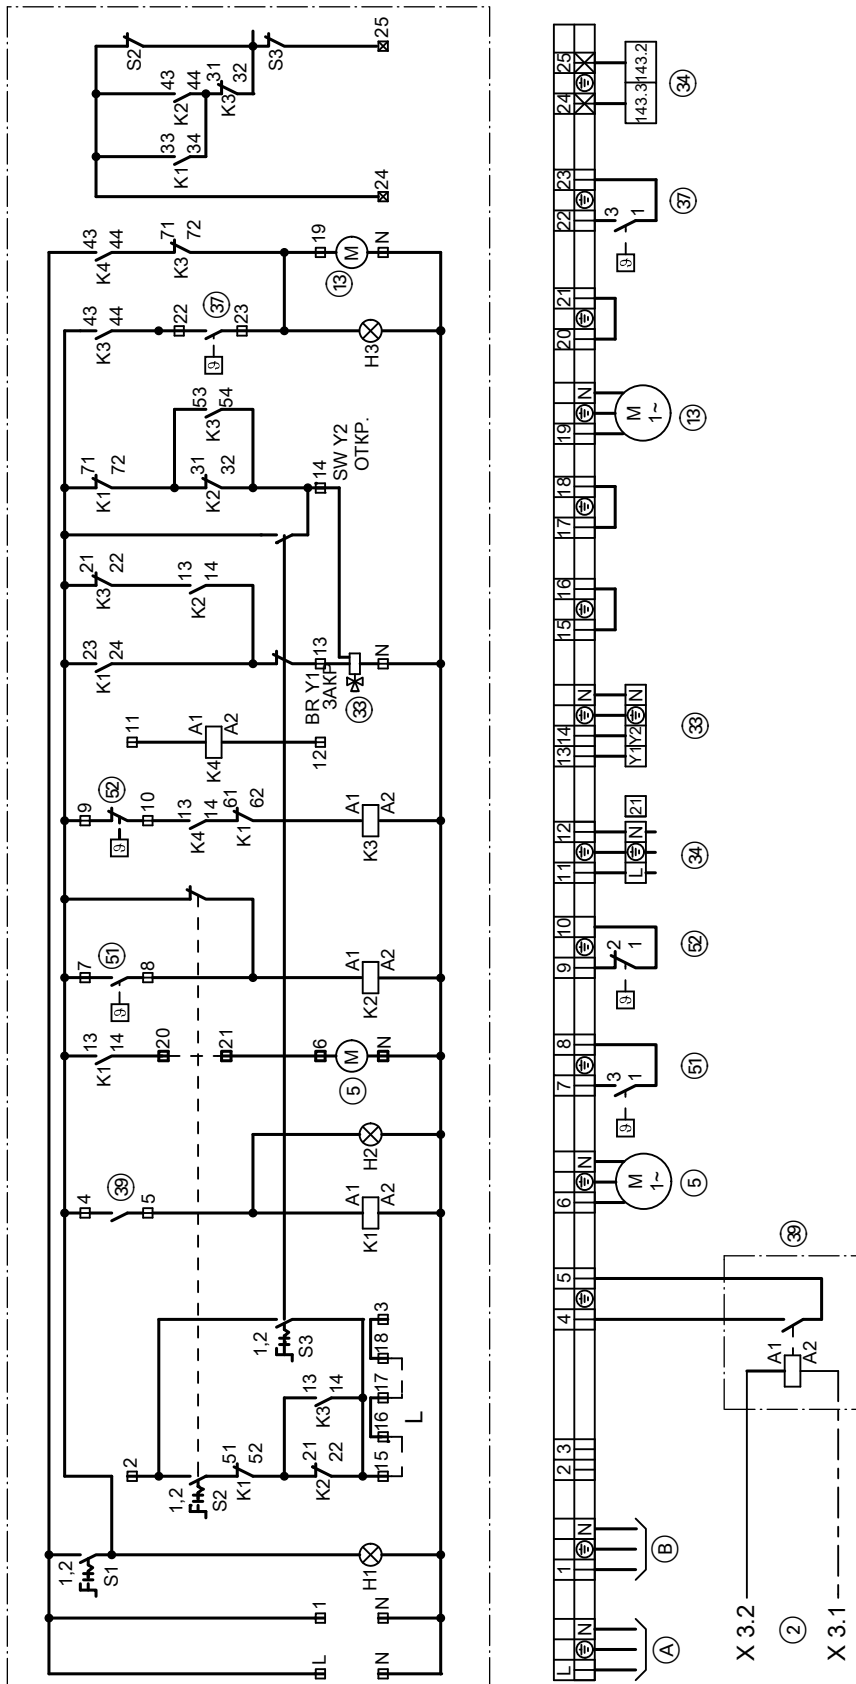 L
N
1
N
1,2
S1
H1
2
1,2
S2
51
52
K1
21
22
K2
13
14
K3
15
16
17
18
3
L
1,2
S3
4
39
5
A1
A2
K1
H2
13
14
K1
20
21
6
M
N
5
7
51
8
ϑ
A1
A2
K2
9
52
10
ϑ
13
14
K4
61
62
K1
A1
A2
K3
11
A1
A2
K4
12
23
24
K1
BR Y1
ЗАКР.
13
33
N
21
22
K3
13
14
K2
71
72
K1
31
32
K2
53
54
K3
14
SW Y2
ОТКР.
43
44
K3
22
37
23
ϑ
H3
43
44
K4
71
72
K3
19
M
13
N
24
33
34
K1
43
44
K2
31
32
K3
S2
S3
25
L
N
A
1
N
B
2
3
4
5
39
A1
A2
X 3.2
2
X 3.1
6
N
M
1~
5
7
8
3
1
ϑ
51
9
10
2
1
ϑ
52
11
12
L
N
21
34
13
14
N
Y1
Y2
N
33
15
16
17
18
19
N
M
1~
13
20
21
22
23
3
1
ϑ
37
24
25
143.3
143.2
34